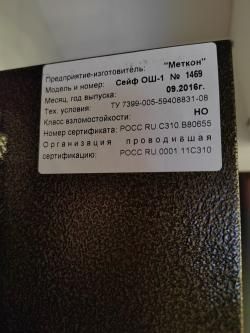 Предприятие-изготовитель: "Меткон"
Модель и номер: Сейф ОШ-1 № 1469
Месяц, год выпуска: 09.2016г.
Тех. условия: ТУ 7399-005-59406831-08
Класс взломостойкости: НО
Номер сертификата: РОСС RU.С310.В80655
Организация проводившая
сертификацию: РОСС RU.0001 11С310